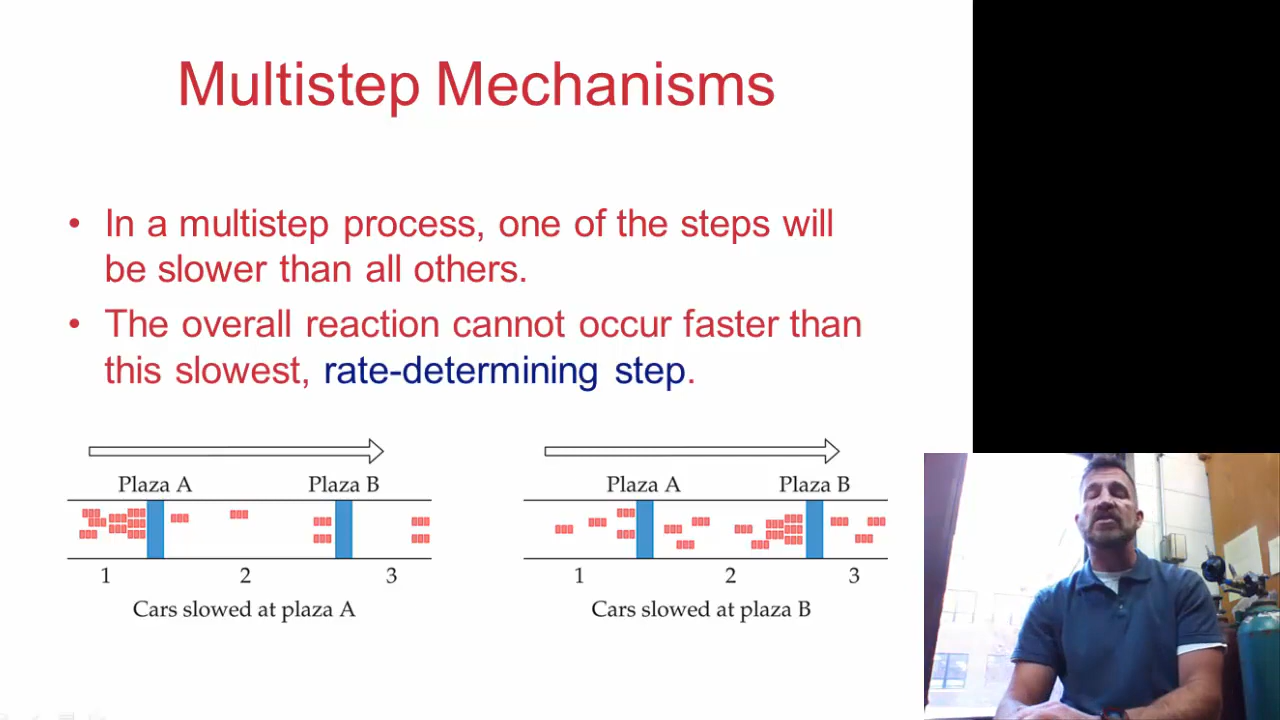 Multistep Mechanisms
• In a multistep process, one of the steps will
be slower than all others.
• The overall reaction cannot occur faster than
this slowest, rate-determining step.
Plaza A Plaza B
1 2 3
Cars slowed at plaza A
Plaza A Plaza B
1 2 3
Cars slowed at plaza B